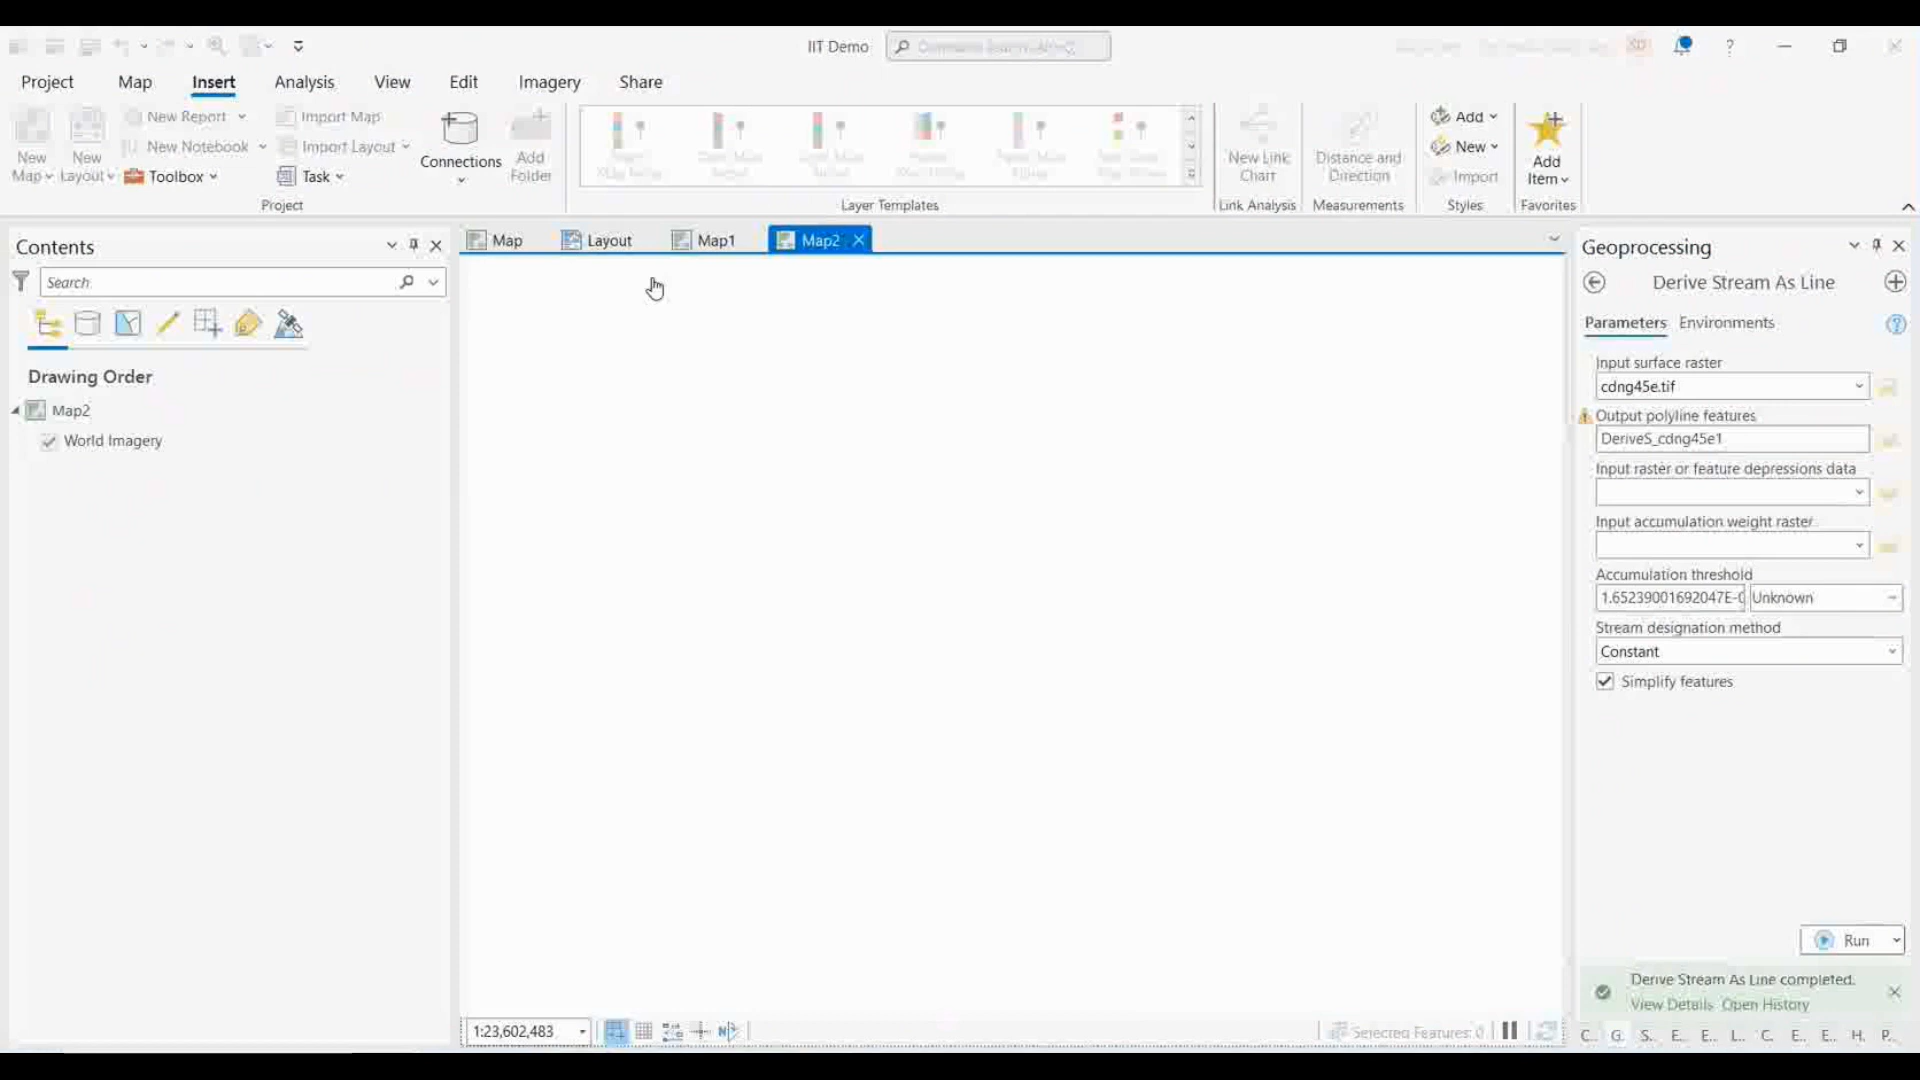 IIT Demo
Project Map Insert Analysis View Edit Imagery Share
New Map
New Layout
New Report
New Notebook
Toolbox
Import Map
Import Layout
Task
Connections
Add Folder
New Link Chart
Distance and Direction
Add
New
Import
Add Item
Project
Layer Templates
Link Analysis
Measurements
Styles
Favorites
Contents
Search
Drawing Order
Map2
World Imagery
Map Layout Map1 Map2
1:23,602,483
Selected Features: 0
Geoprocessing
Derive Stream As Line
Parameters Environments
Input surface raster
cdng45e.tif
Output polyline features
DeriveS_cdng45e1
Input raster or feature depressions data
Input accumulation weight raster
Accumulation threshold
1.65239001692047E-0 Unknown
Stream designation method
Constant
Simplify features
Run
Derive Stream As Line completed.
View Details Open History
C... G. S. E... E... L... C. E... E... H. P...